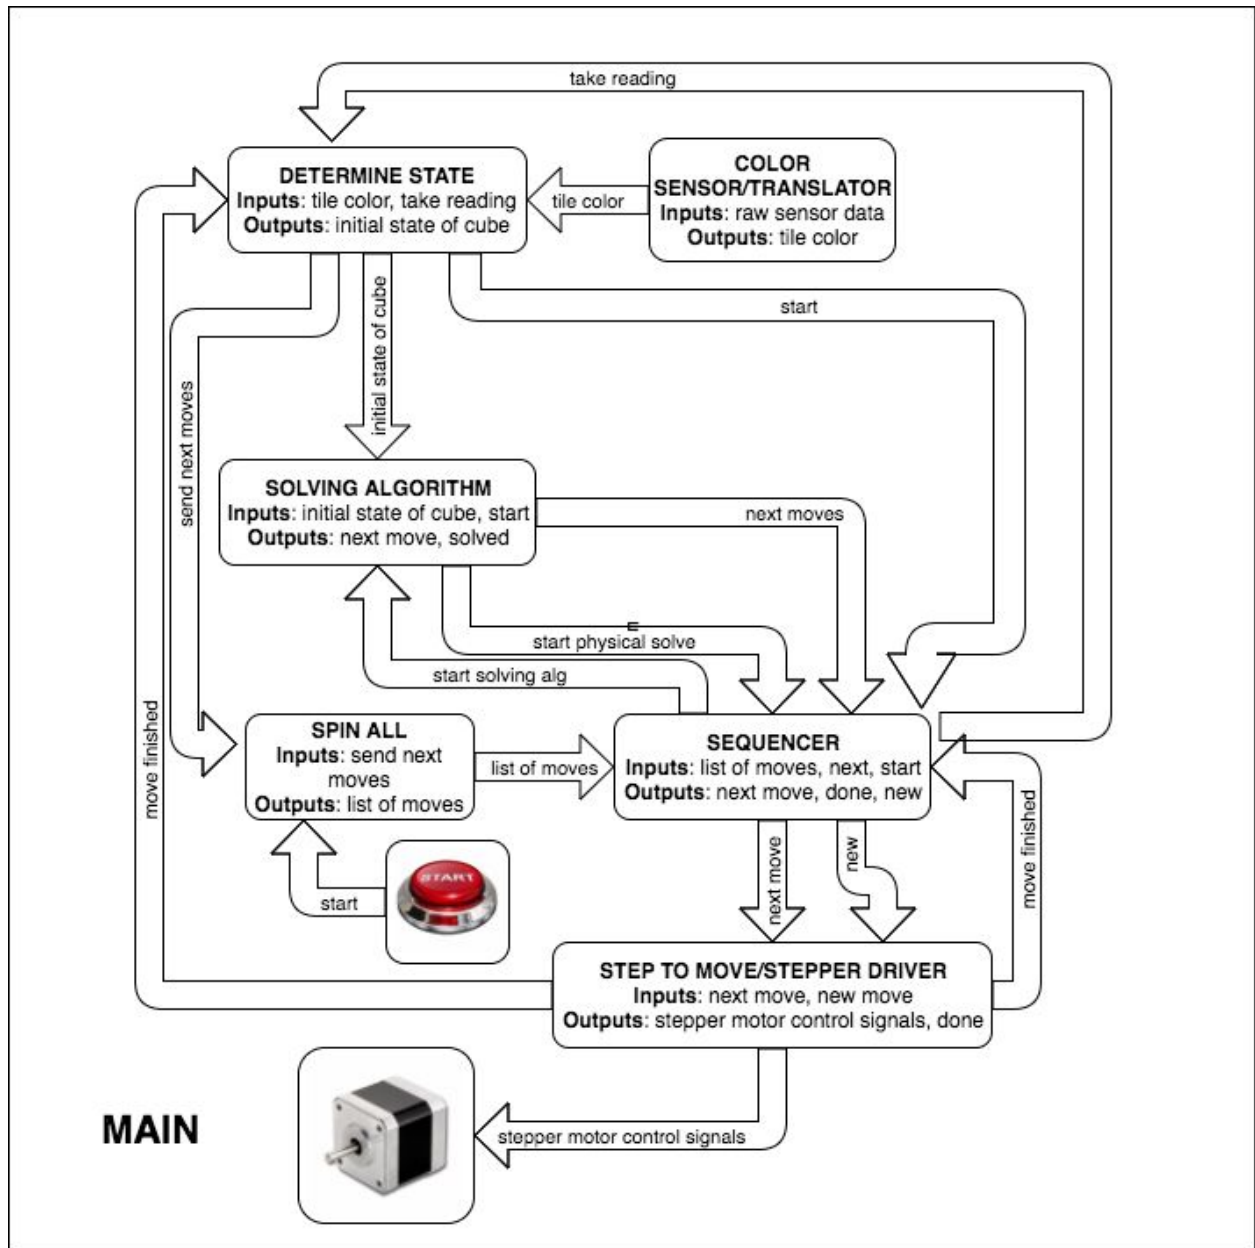 take reading
DETERMINE STATE
Inputs: tile color, take reading
Outputs: initial state of cube
tile color
COLOR
SENSOR/TRANSLATOR
Inputs: raw sensor data
Outputs: tile color
start
initial state of cube
send next moves
SOLVING ALGORITHM
Inputs: initial state of cube, start
Outputs: next move, solved
next moves
start physical solve
start solving alg
move finished
SPIN ALL
Inputs: send next
moves
Outputs: list of moves
list of moves
SEQUENCER
Inputs: list of moves, next, start
Outputs: next move, done, new
START
start
next move
new
move finished
STEP TO MOVE/STEPPER DRIVER
Inputs: next move, new move
Outputs: stepper motor control signals, done
MAIN
stepper motor control signals